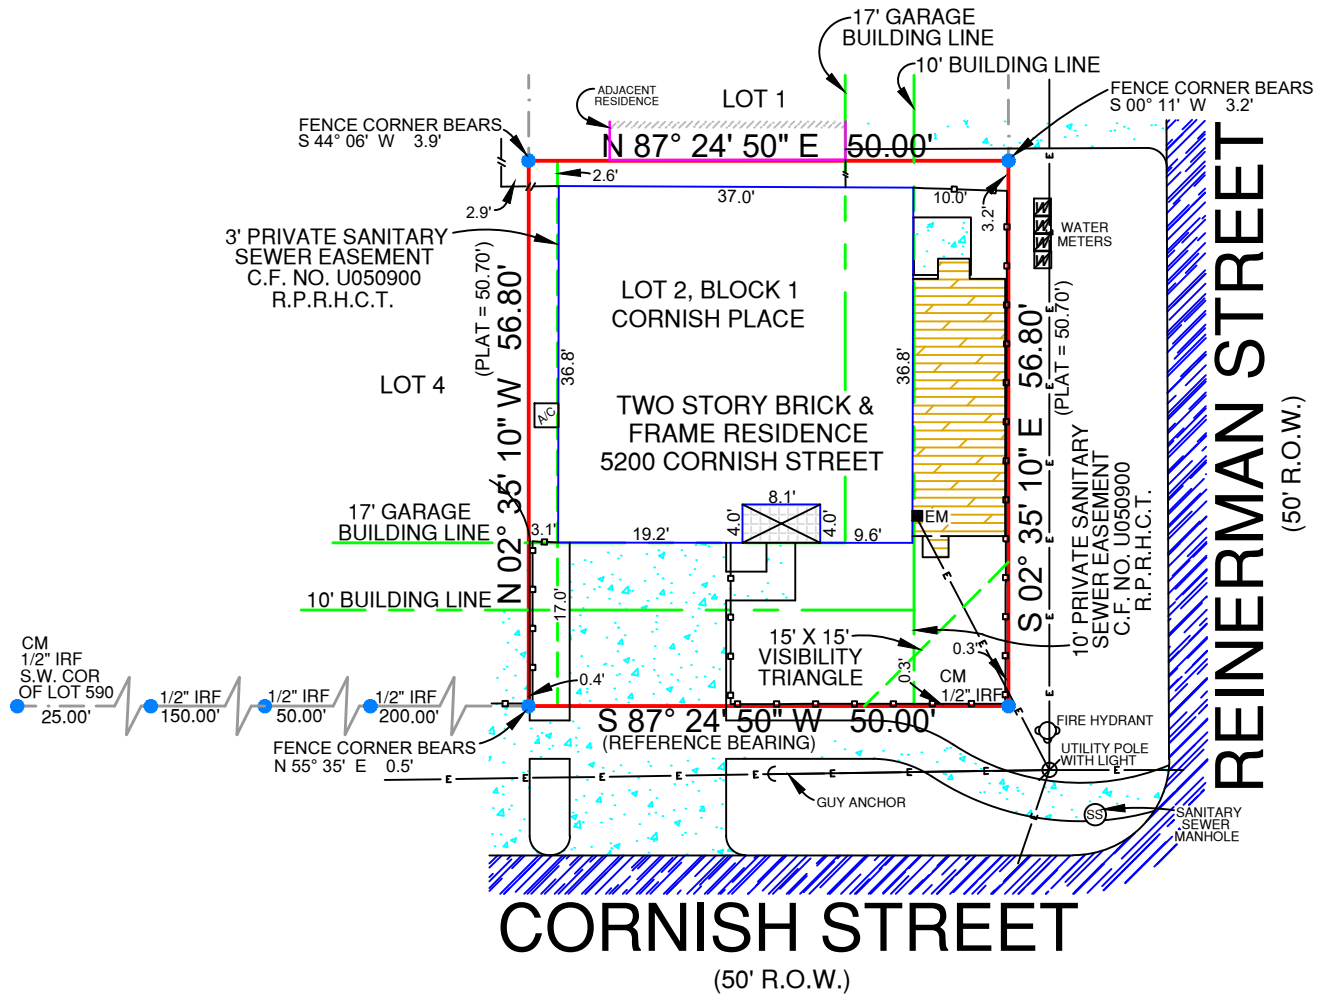 17' GARAGE
BUILDING LINE
10' BUILDING LINE
ADJACENT
RESIDENCE
LOT 1
FENCE CORNER BEARS
S 00° 11' W 3.2'
FENCE CORNER BEARS
S 44° 06' W 3.9'
N 87° 24' 50" E 50.00'
E
2.6'
37.0'
10.0'
2.9'
3.2'
W
W
W
W
WATER
METERS
3' PRIVATE SANITARY
SEWER EASEMENT
C.F. NO. U050900
R.P.R.H.C.T.
(PLAT = 50.70')
N 02° 35' 10" W 56.80'
LOT 2, BLOCK 1
CORNISH PLACE
36.8'
36.8'
S 02° 35' 10" E 56.80'
(PLAT = 50.70')
LOT 4
A/C
TWO STORY BRICK &
FRAME RESIDENCE
5200 CORNISH STREET
REINERMAN STREET
(50' R.O.W.)
10' PRIVATE SANITARY
SEWER EASEMENT
C.F. NO. U050900
R.P.R.H.C.T.
8.1'
4.0'
4.0'
EM
17' GARAGE
BUILDING LINE
3.1'
19.2'
9.6'
10' BUILDING LINE
17.0'
15' X 15'
VISIBILITY
TRIANGLE
0.3'
0.3'
CM
1/2" IRF
CM
1/2" IRF
S.W. COR
OF LOT 590
25.00'
1/2" IRF
150.00'
1/2" IRF
50.00'
1/2" IRF
200.00'
0.4'
S 87° 24' 50" W 50.00'
(REFERENCE BEARING)
FENCE CORNER BEARS
N 55° 35' E 0.5'
FIRE HYDRANT
UTILITY POLE
WITH LIGHT
GUY ANCHOR
SS
SANITARY
SEWER
MANHOLE
CORNISH STREET
(50' R.O.W.)